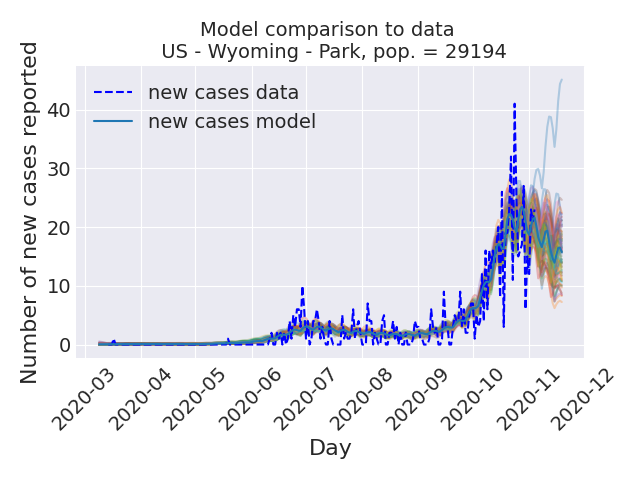 Model comparison to data
US - Wyoming - Park, pop. = 29194
new cases data
new cases model
Number of new cases reported
40
30
20
10
0
2020-03
2020-04
2020-05
2020-06
2020-07
2020-08
2020-09
2020-10
2020-11
2020-12
Day